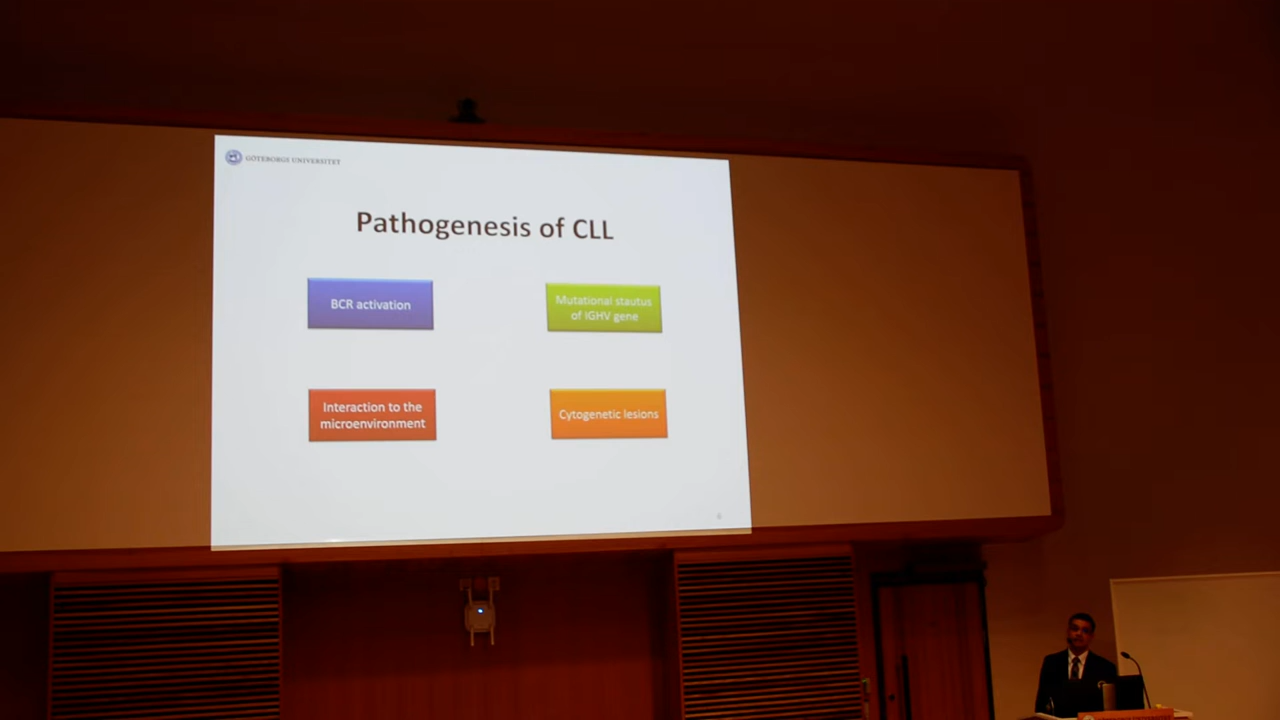 GÖTEBORGS UNIVERSITET
Pathogenesis of CLL
BCR activation
Mutational stautus
of IGHV gene
Interaction to the
microenvironment
Cytogenetic lesions